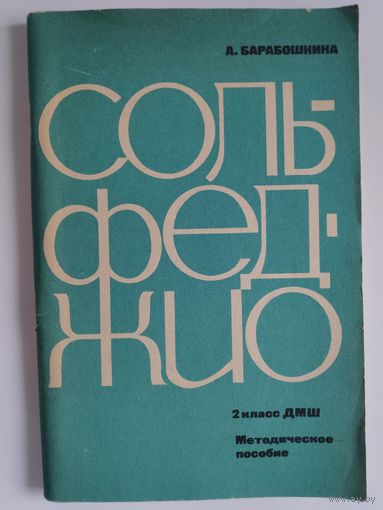 А. БАРАБОШКИНА
СОЛЬ-
ФЕД-
ЖИО
2 класс ДМШ
Методическое
пособие